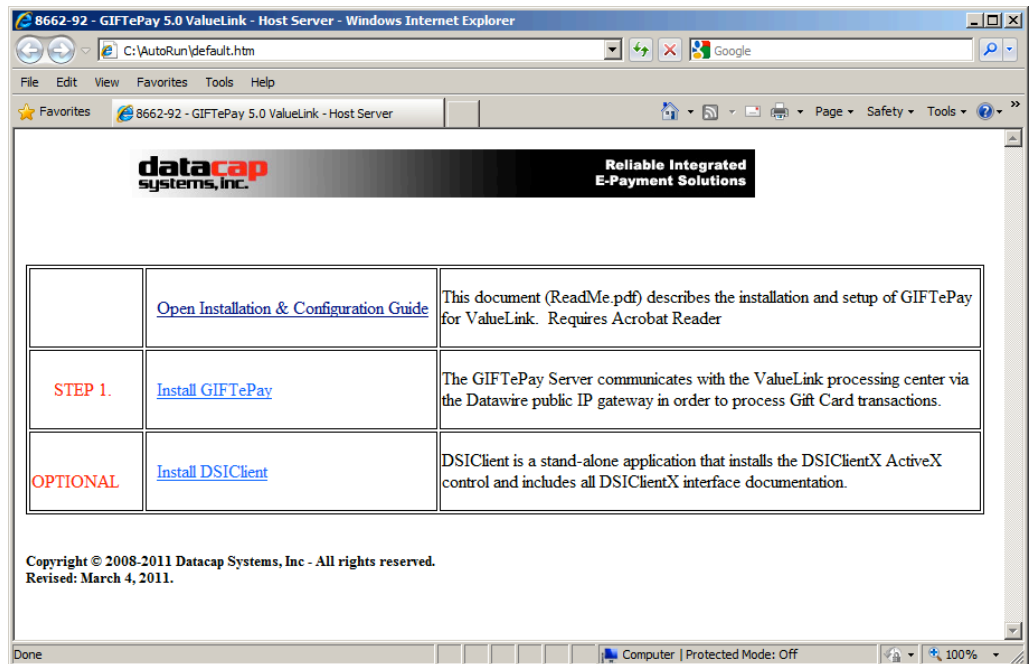 8662-92 - GIFTePay 5.0 ValueLink - Host Server - Windows Internet Explorer
C:\AutoRun\default.htm
Google
File Edit View Favorites Tools Help
Favorites
8662-92 - GIFTePay 5.0 ValueLink - Host Server
Page Safety Tools
datacap
systems, inc.
Reliable Integrated
E-Payment Solutions
Open Installation & Configuration Guide
This document (ReadMe.pdf) describes the installation and setup of GIFTePay
for ValueLink. Requires Acrobat Reader
STEP 1.
Install GIFTePay
The GIFTePay Server communicates with the ValueLink processing center via
the Datawire public IP gateway in order to process Gift Card transactions.
OPTIONAL
Install DSIClient
DSIClient is a stand-alone application that installs the DSIClientX ActiveX
control and includes all DSIClientX interface documentation.
Copyright © 2008-2011 Datacap Systems, Inc - All rights reserved.
Revised: March 4, 2011.
Done
Computer | Protected Mode: Off
100%